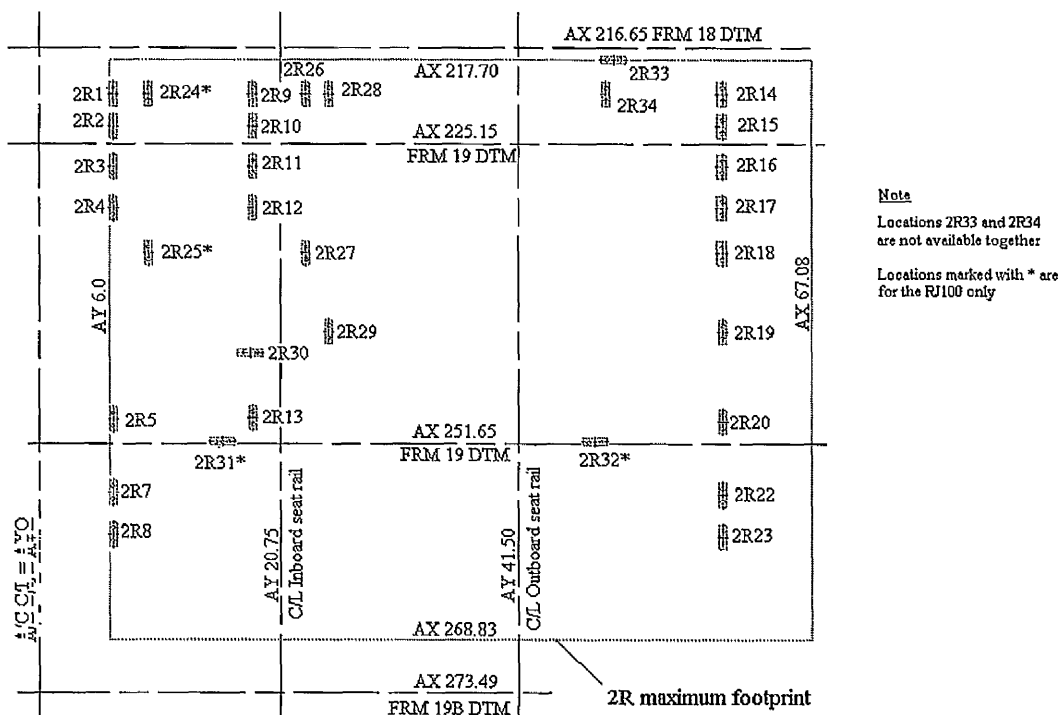 AX 216.65 FRM 18 DTM
2R26
AX 217.70
2R33
2R1
2R24*
2R9
2R28
2R34
2R14
2R2
2R10
AX 225.15
2R15
FRM 19 DTM
2R3
2R11
2R16
2R4
2R12
2R17
2R25*
2R27
2R18
AY 6.0
AX 67.08
2R29
2R19
2R30
2R5
2R13
AX 251.65
2R20
FRM 19 DTM
2R31*
2R32*
2R7
2R22
2R8
2R23
AY 20.75
C/L Inboard seat rail
AY 41.50
C/L Outboard seat rail
AX 268.83
AX 273.49
FRM 19B DTM
2R maximum footprint
Note
Locations 2R33 and 2R34
are not available together
Locations marked with * are
for the RJ100 only